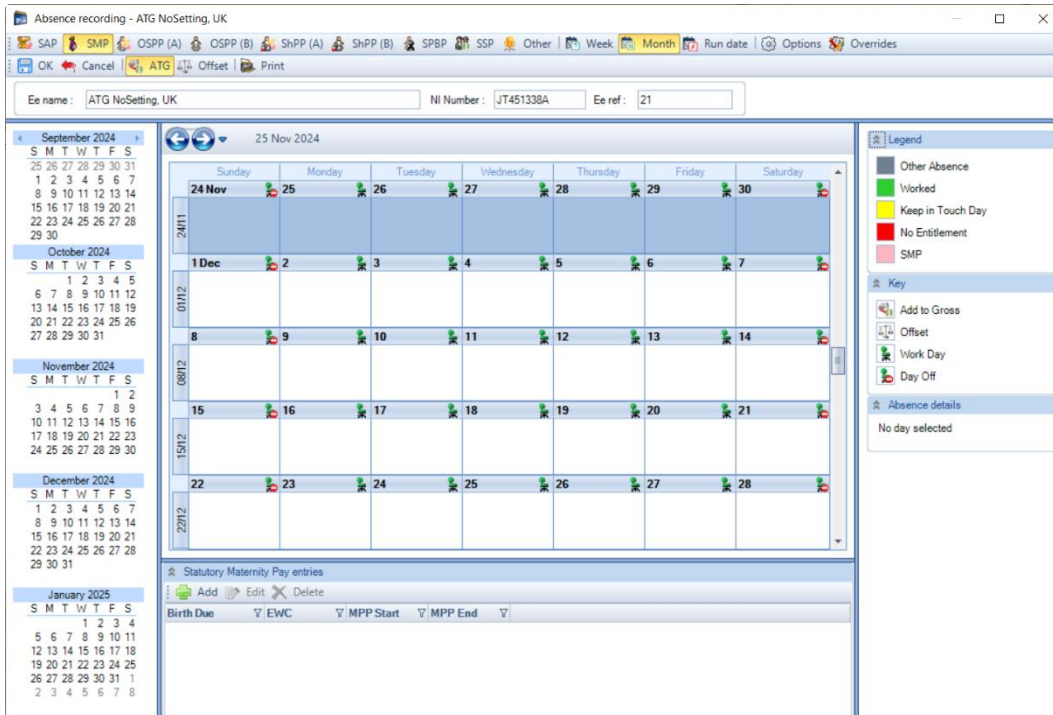 Absence recording - ATG NoSetting, UK
SAP SMP OSPP (A) OSPP (B) ShPP (A) ShPP (B) SPBP SSP Other Week Month Run date Options Overrides
OK Cancel ATG Offset Print
Ee name : ATG NoSetting, UK NI Number : JT451338A Ee ref : 21
September 2024
S M T W T F S
25 26 27 28 29 30 31
1 2 3 4 5 6 7
8 9 10 11 12 13 14
15 16 17 18 19 20 21
22 23 24 25 26 27 28
29 30
October 2024
S M T W T F S
1 2 3 4 5
6 7 8 9 10 11 12
13 14 15 16 17 18 19
20 21 22 23 24 25 26
27 28 29 30 31
November 2024
S M T W T F S
1 2
3 4 5 6 7 8 9
10 11 12 13 14 15 16
17 18 19 20 21 22 23
24 25 26 27 28 29 30
December 2024
S M T W T F S
1 2 3 4 5 6 7
8 9 10 11 12 13 14
15 16 17 18 19 20 21
22 23 24 25 26 27 28
29 30 31
January 2025
S M T W T F S
1 2 3 4
5 6 7 8 9 10 11
12 13 14 15 16 17 18
19 20 21 22 23 24 25
26 27 28 29 30 31 1
2 3 4 5 6 7 8
25 Nov 2024
Sunday Monday Tuesday Wednesday Thursday Friday Saturday
24 Nov 25 26 27 28 29 30
24/11
1 Dec 2 3 4 5 6 7
01/12
8 9 10 11 12 13 14
08/12
15 16 17 18 19 20 21
15/12
22 23 24 25 26 27 28
22/12
Statutory Maternity Pay entries
Add Edit Delete
Birth Due EWC MPP Start MPP End
Legend
Other Absence
Worked
Keep in Touch Day
No Entitlement
SMP
Key
Add to Gross
Offset
Work Day
Day Off
Absence details
No day selected